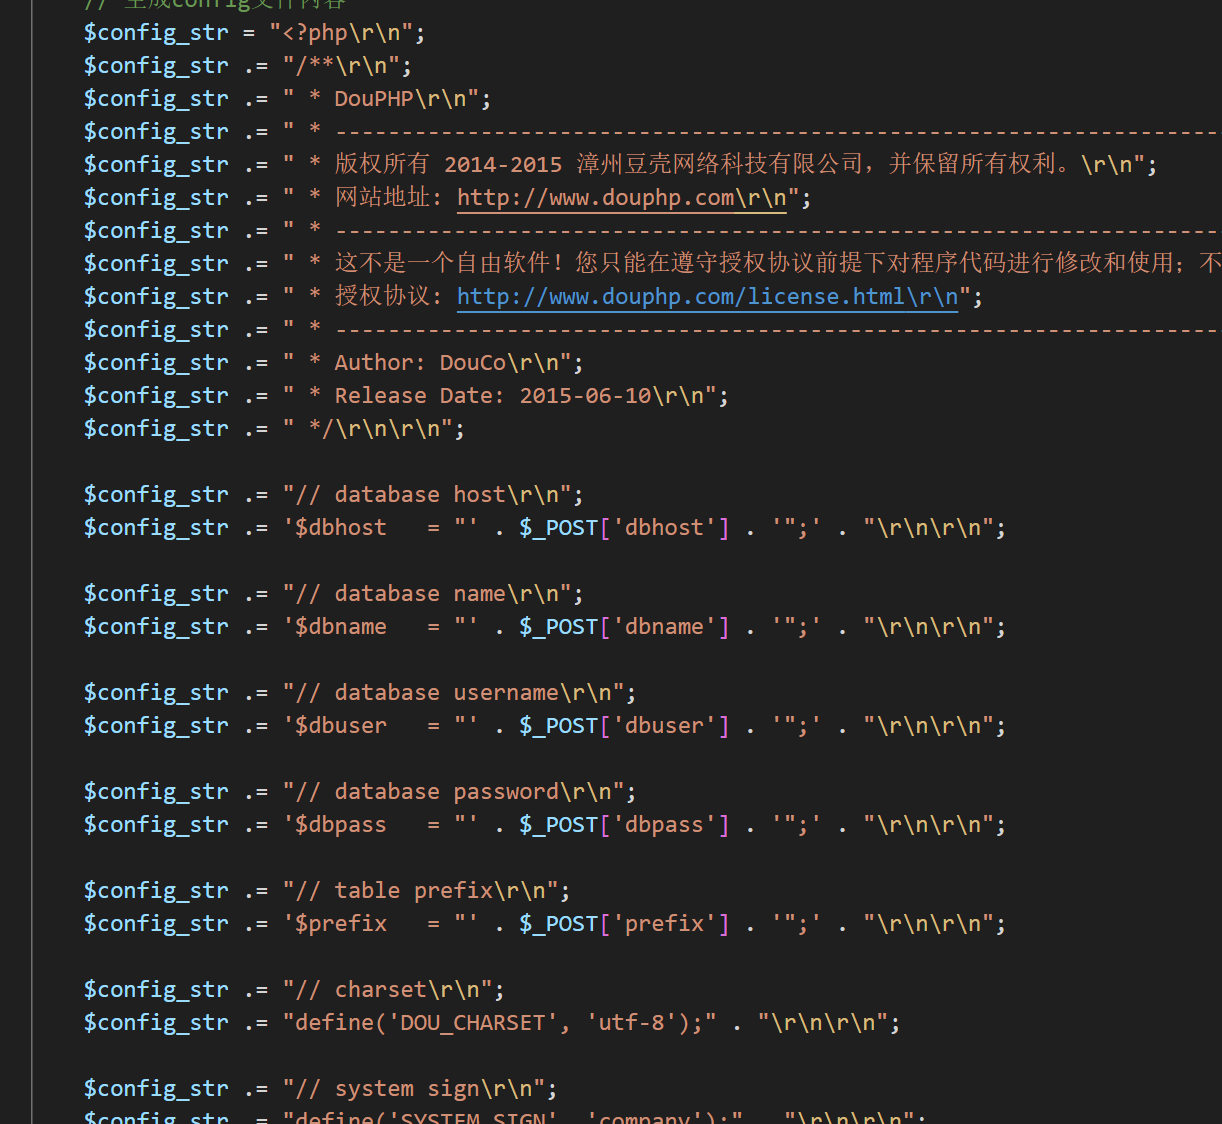 // 生成config文件内容
$config_str = "<?php\r\n";
$config_str .= "/**\r\n";
$config_str .= " * DouPHP\r\n";
$config_str .= " * -------------------------------------------------------------------
$config_str .= " * 版权所有 2014-2015 漳州豆壳网络科技有限公司，并保留所有权利。\r\n";
$config_str .= " * 网站地址: http://www.douphp.com\r\n";
$config_str .= " * -------------------------------------------------------------------
$config_str .= " * 这不是一个自由软件！您只能在遵守授权协议前提下对程序代码进行修改和使用；不
$config_str .= " * 授权协议: http://www.douphp.com/license.html\r\n";
$config_str .= " * -------------------------------------------------------------------
$config_str .= " * Author: DouCo\r\n";
$config_str .= " * Release Date: 2015-06-10\r\n";
$config_str .= " */\r\n\r\n";
$config_str .= "// database host\r\n";
$config_str .= '$dbhost   = "' . $_POST['dbhost'] . '";' . "\r\n\r\n";
$config_str .= "// database name\r\n";
$config_str .= '$dbname   = "' . $_POST['dbname'] . '";' . "\r\n\r\n";
$config_str .= "// database username\r\n";
$config_str .= '$dbuser   = "' . $_POST['dbuser'] . '";' . "\r\n\r\n";
$config_str .= "// database password\r\n";
$config_str .= '$dbpass   = "' . $_POST['dbpass'] . '";' . "\r\n\r\n";
$config_str .= "// table prefix\r\n";
$config_str .= '$prefix   = "' . $_POST['prefix'] . '";' . "\r\n\r\n";
$config_str .= "// charset\r\n";
$config_str .= "define('DOU_CHARSET', 'utf-8');" . "\r\n\r\n";
$config_str .= "// system sign\r\n";
$config_str .= "define('SYSTEM_SIGN', 'company');" . "\r\n\r\n";